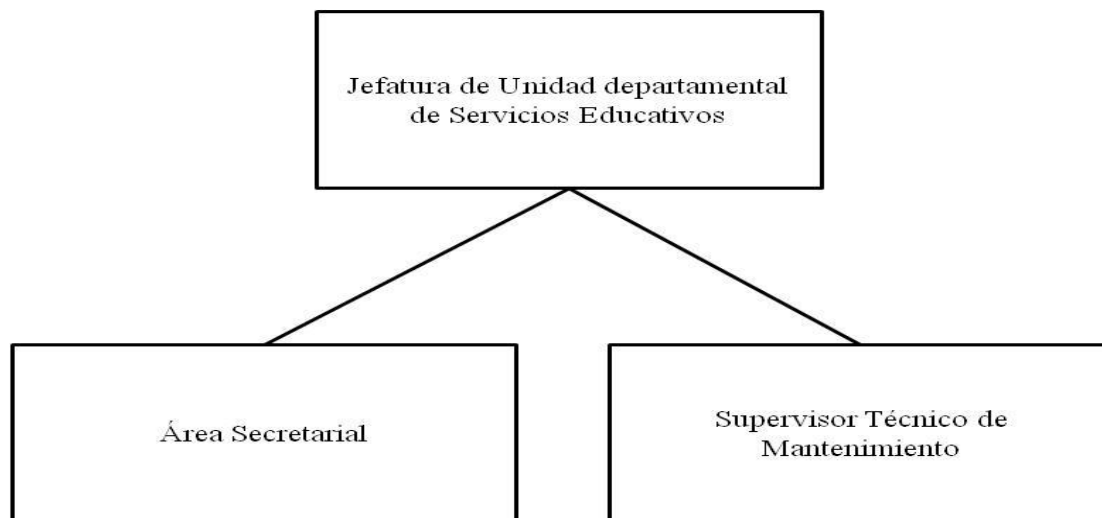 Jefatura de Unidad departamental
de Servicios Educativos
Área Secretarial
Supervisor Técnico de
Mantenimiento